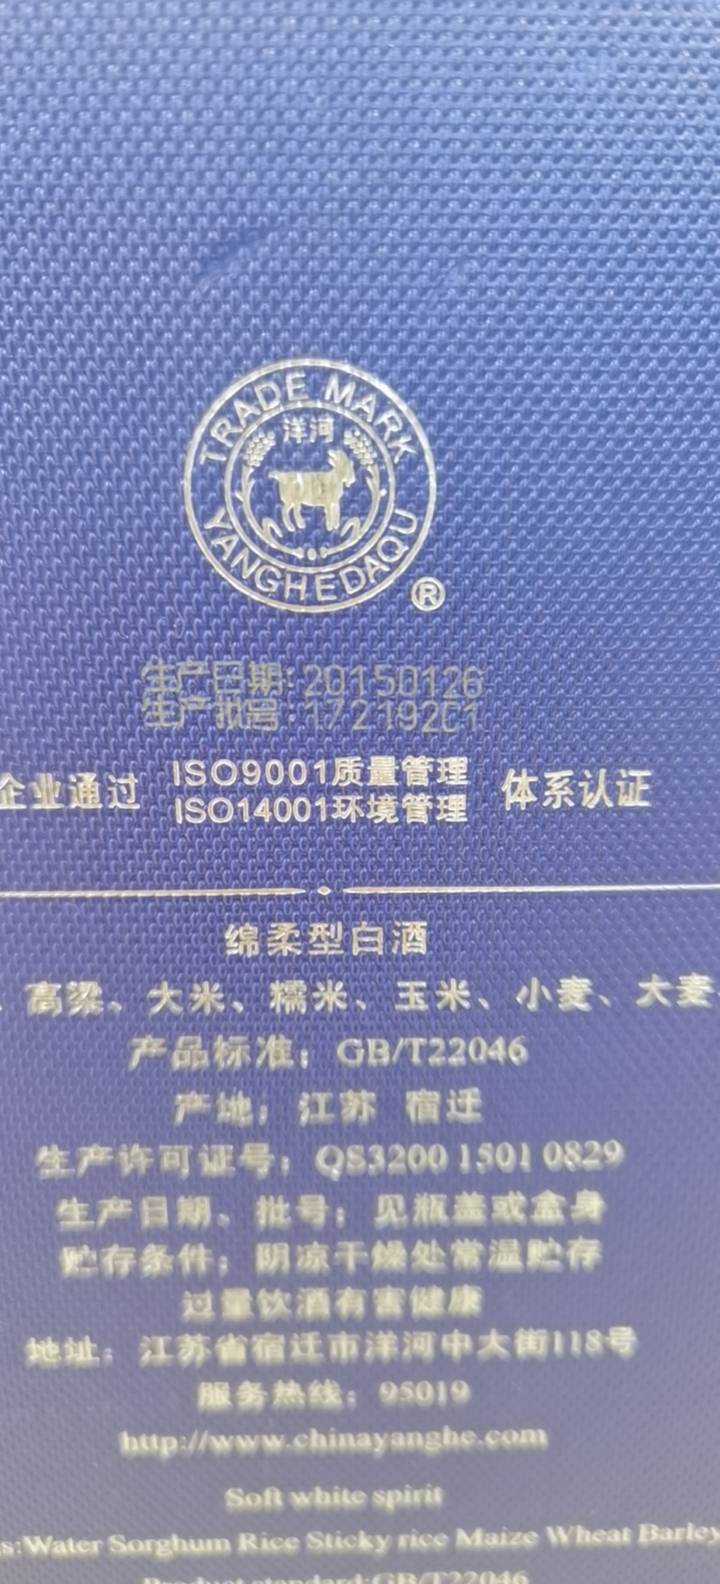 TRADE MARK
洋河
YANGHEDAQU
®
生产日期:20150126
生产批号:172192C1
企业通过 ISO9001质量管理 体系认证
ISO14001环境管理
绵柔型白酒
、高粱、大米、糯米、玉米、小麦、大麦
产品标准：GB/T22046
产地：江苏 宿迁
生产许可证号：QS3200 1501 0829
生产日期、批号：见瓶盖或盒身
贮存条件：阴凉干燥处常温贮存
过量饮酒有害健康
地址：江苏省宿迁市洋河中大街118号
服务热线：95019
http://www.chinayanghe.com
Soft white spirit
s:Water Sorghum Rice Sticky rice Maize Wheat Barley
Product standard:GB/T22046